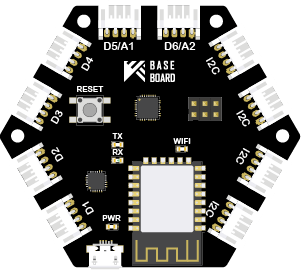 D5/A1 D6/A2
D4 I2C
BASE
BOARD
RESET
D3 I2C
TX
WIFI
RX
D2 I2C
D1 I2C
PWR